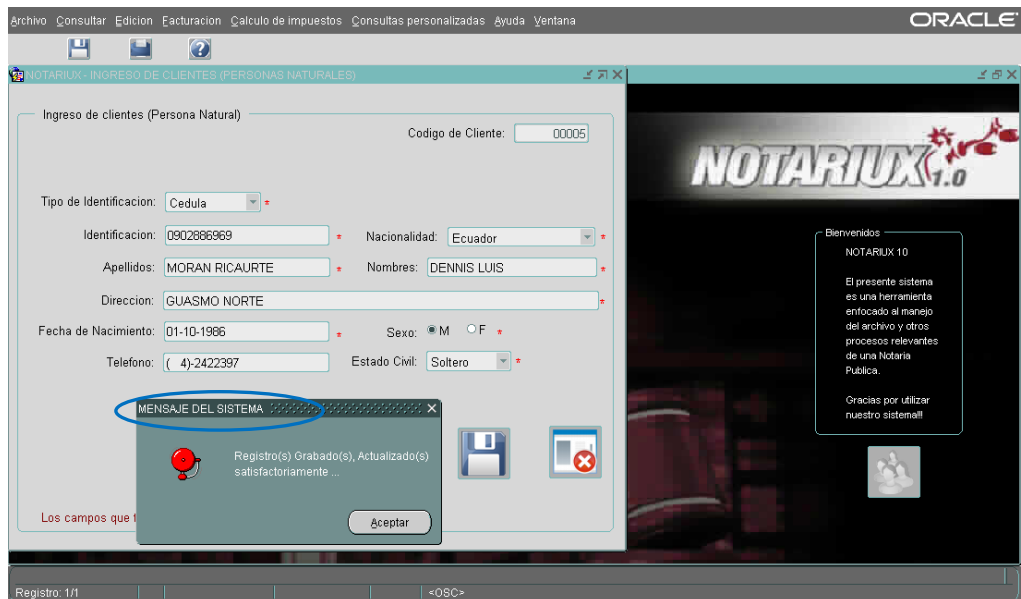 Archivo Consultar Edicion Facturacion Calculo de impuestos Consultas personalizadas Ayuda Ventana
ORACLE
NOTARIUX - INGRESO DE CLIENTES (PERSONAS NATURALES)
Ingreso de clientes (Persona Natural)
Codigo de Cliente: 00005
Tipo de Identificacion: Cedula *
Identificacion: 0902886969 * Nacionalidad: Ecuador *
Apellidos: MORAN RICAURTE * Nombres: DENNIS LUIS *
Direccion: GUASMO NORTE *
Fecha de Nacimiento: 01-10-1986 * Sexo: M F *
Telefono: ( 4)-2422397 Estado Civil: Soltero *
MENSAJE DEL SISTEMA
Registro(s) Grabado(s), Actualizado(s)
satisfactoriamente ...
Aceptar
Los campos que
NOTARIUX 1.0
Bienvenidos
NOTARIUX 10
El presente sistema
es una herramienta
enfocado al manejo
del archivo y otros
procesos relevantes
de una Notaria
Publica.
Gracias por utilizar
nuestro sistema!!!
Registro: 1/1 <OSC>